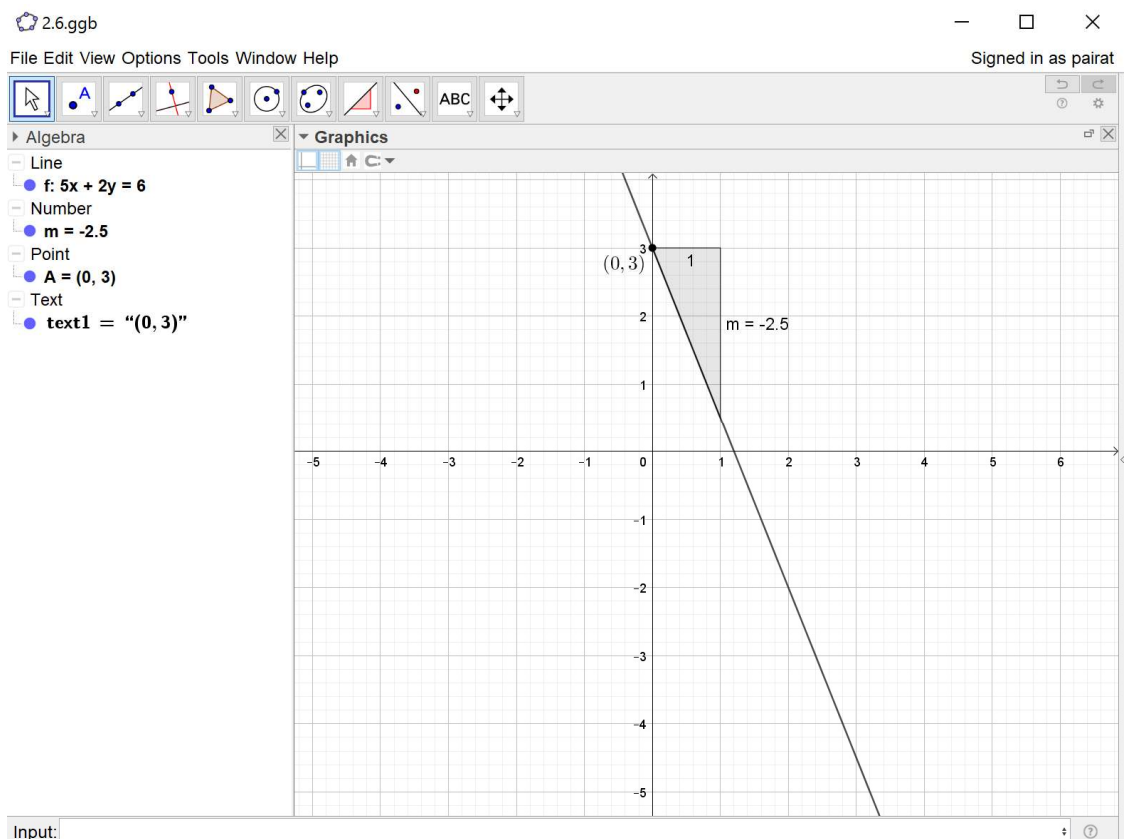 2.6.ggb
File Edit View Options Tools Window Help
Signed in as pairat
ABC
Algebra
Graphics
Line
f: 5x + 2y = 6
Number
m = -2.5
Point
A = (0, 3)
Text
text1 = “(0, 3)”
3
(0, 3)
1
2
m = -2.5
1
−5 −4 −3 −2 −1 0 1 2 3 4 5 6
−1
−2
−3
−4
−5
Input: